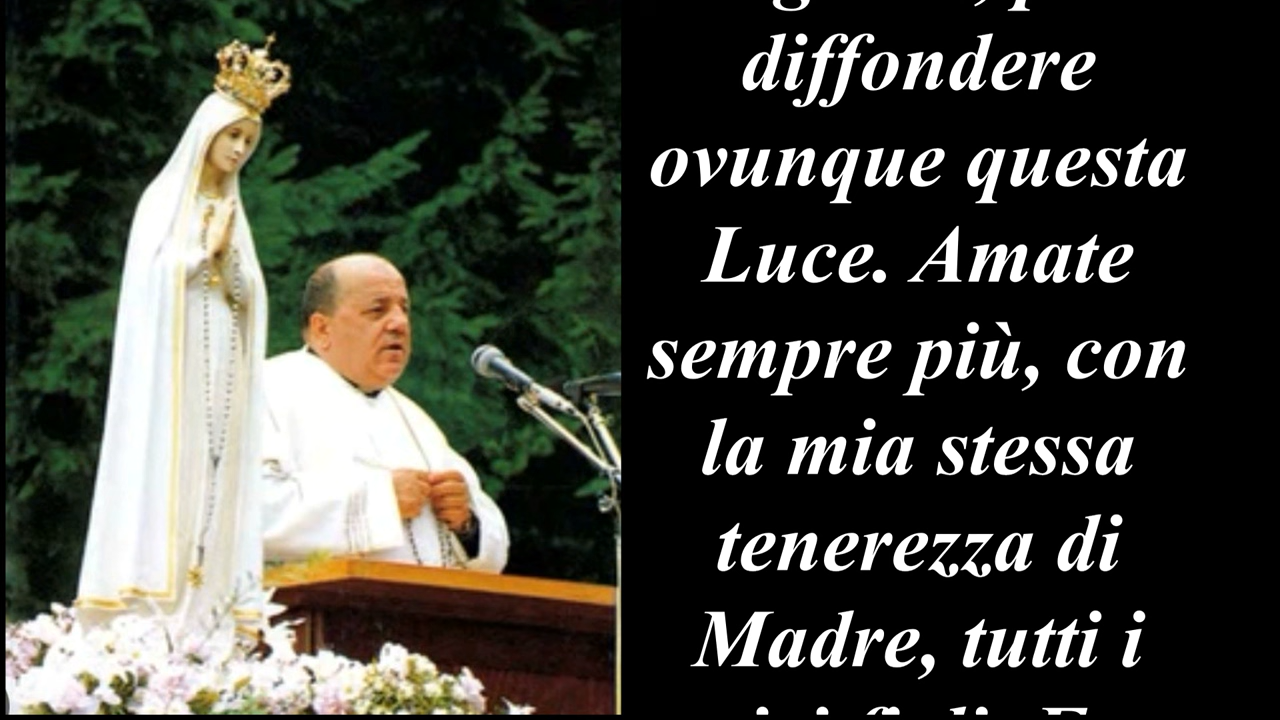 diffondere
ovunque questa
Luce. Amate
sempre più, con
la mia stessa
tenerezza di
Madre, tutti i